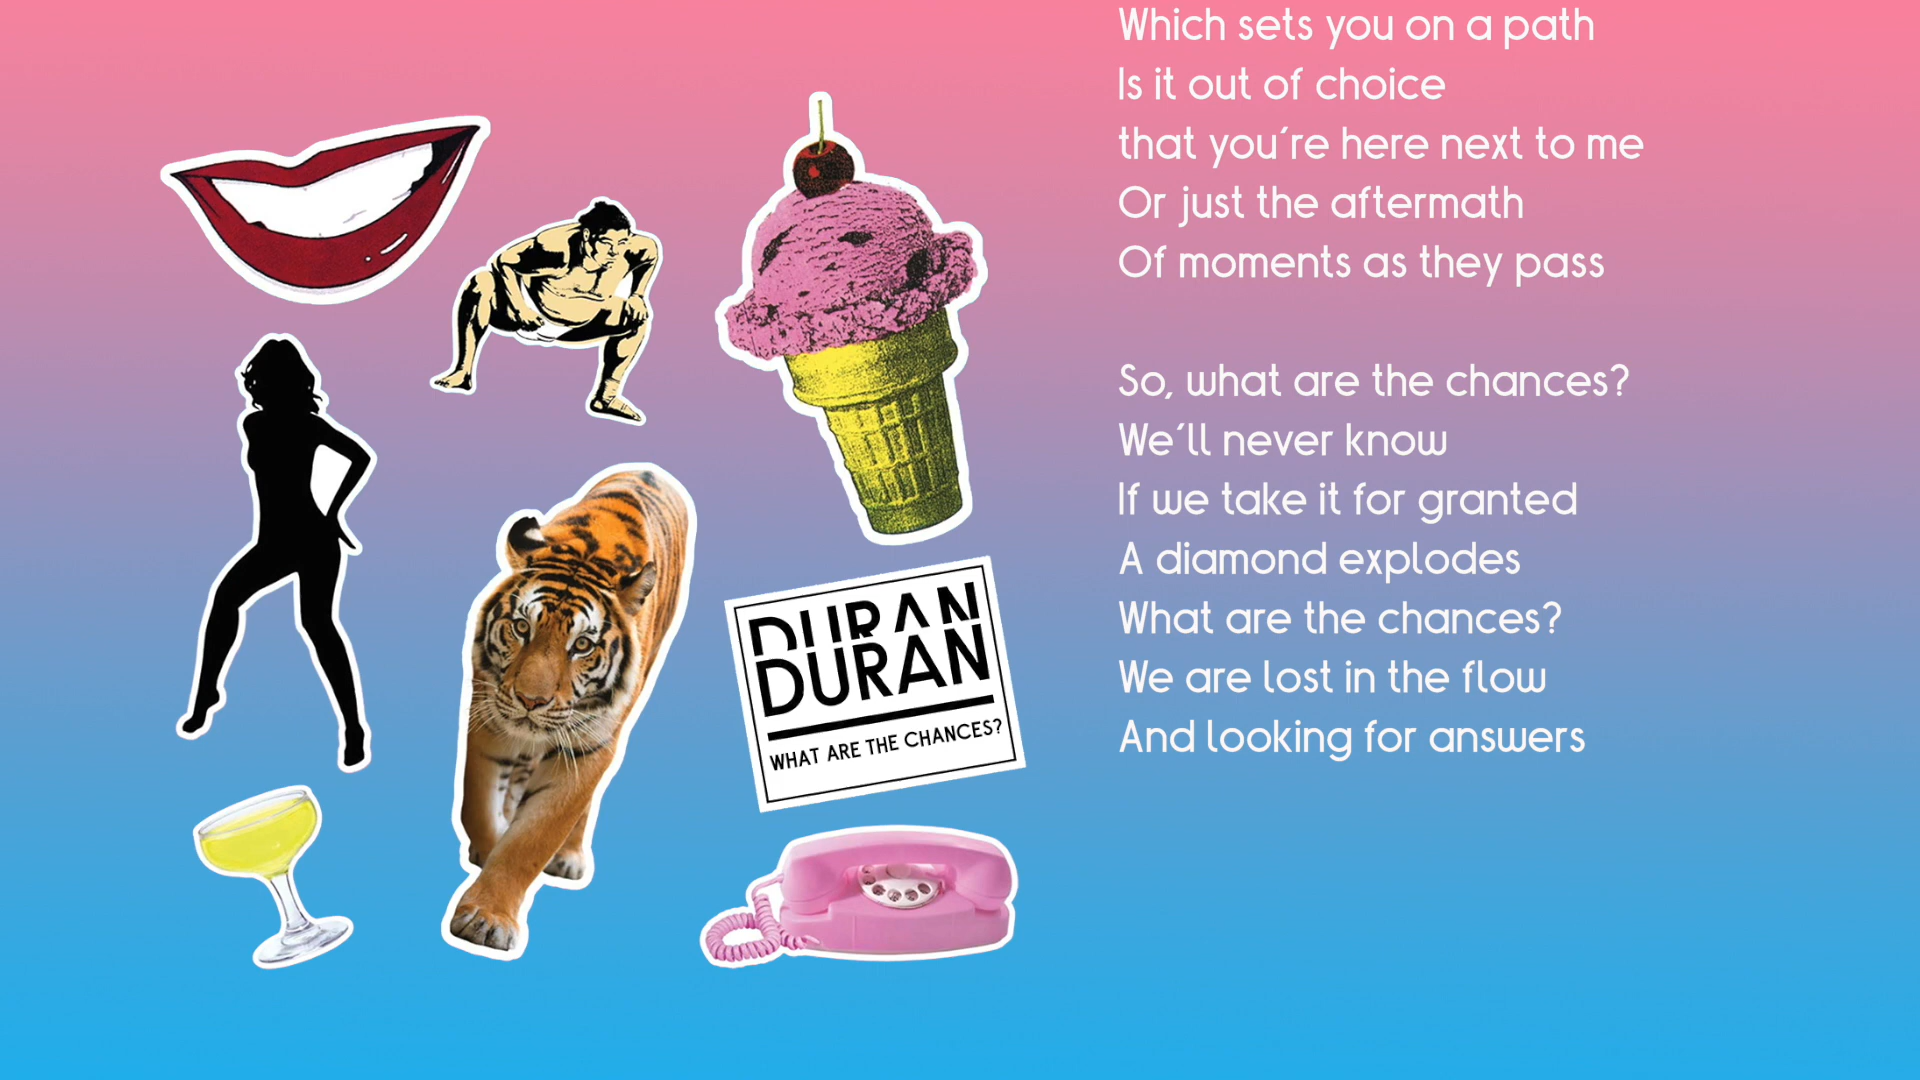 Which sets you on a path
Is it out of choice
that you're here next to me
Or just the aftermath
Of moments as they pass
So, what are the chances?
We'll never know
If we take it for granted
A diamond explodes
What are the chances?
We are lost in the flow
And looking for answers
DURAN
DURAN
WHAT ARE THE CHANCES?